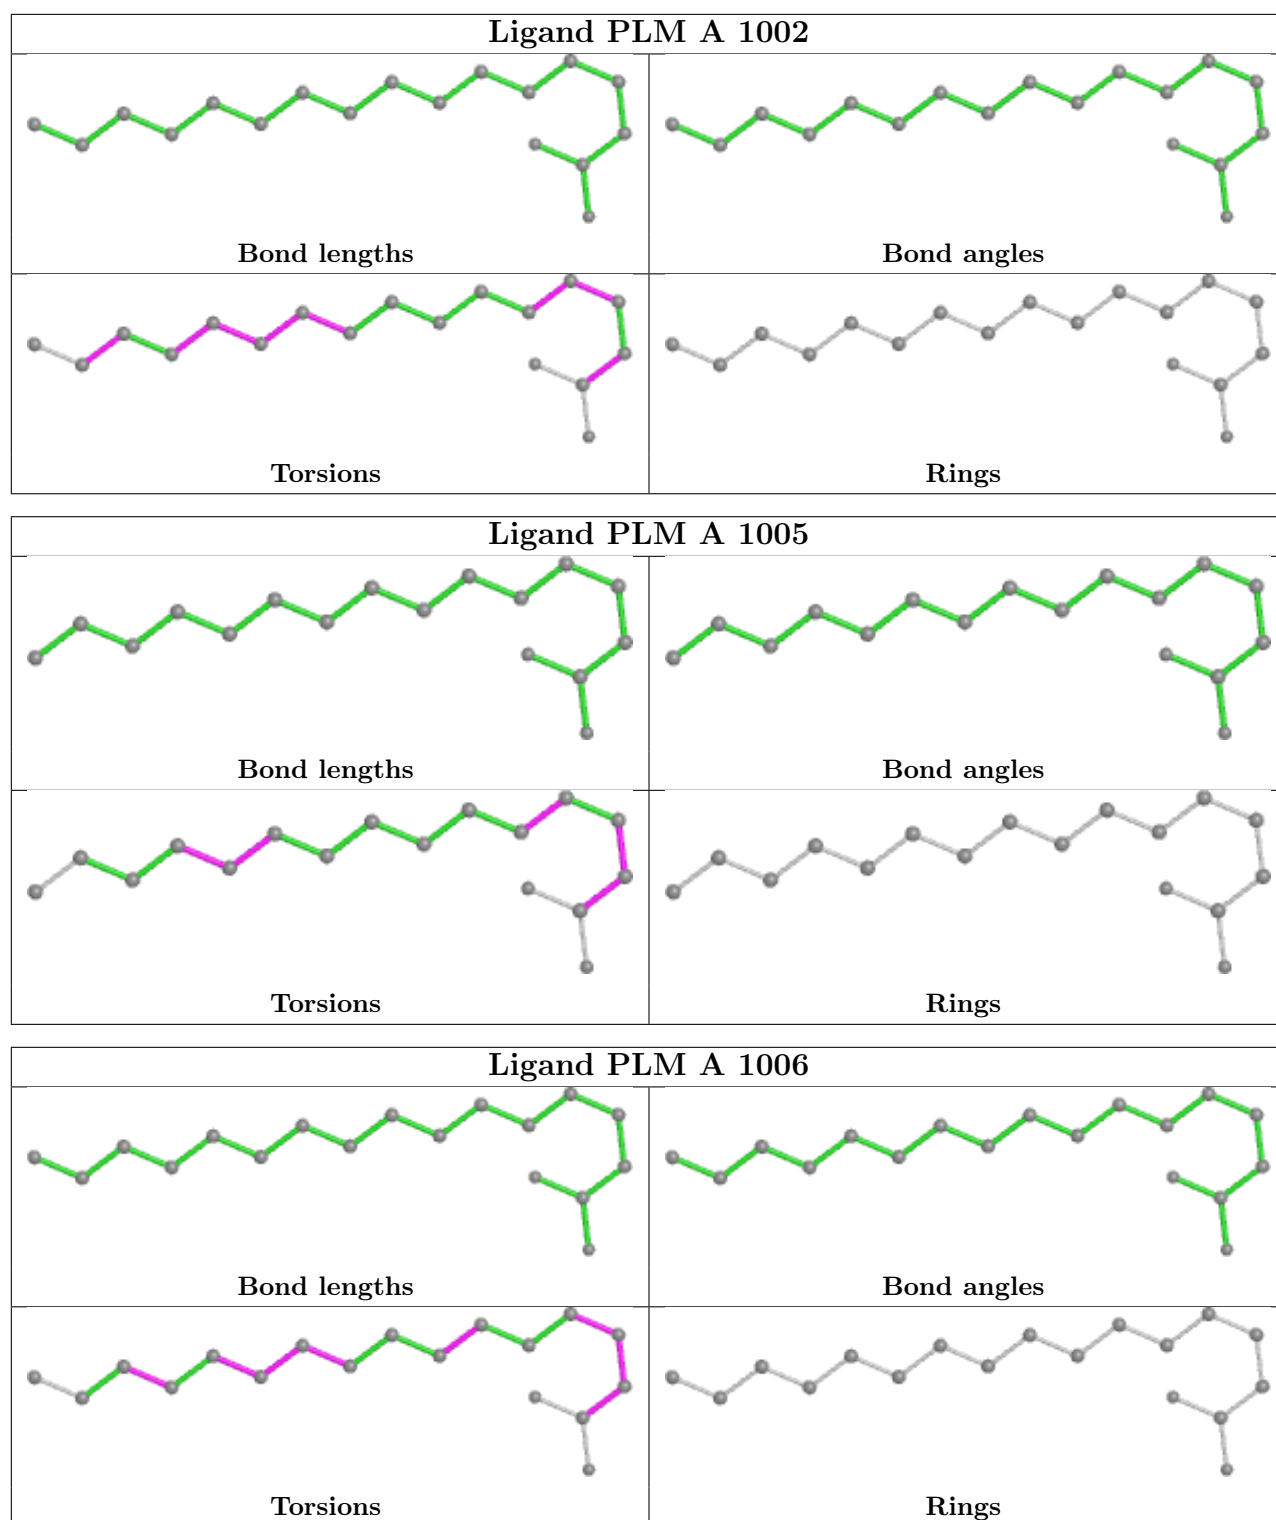 Ligand PLM A 1002
Bond lengths
Bond angles
Torsions
Rings
Ligand PLM A 1005
Bond lengths
Bond angles
Torsions
Rings
Ligand PLM A 1006
Bond lengths
Bond angles
Torsions
Rings